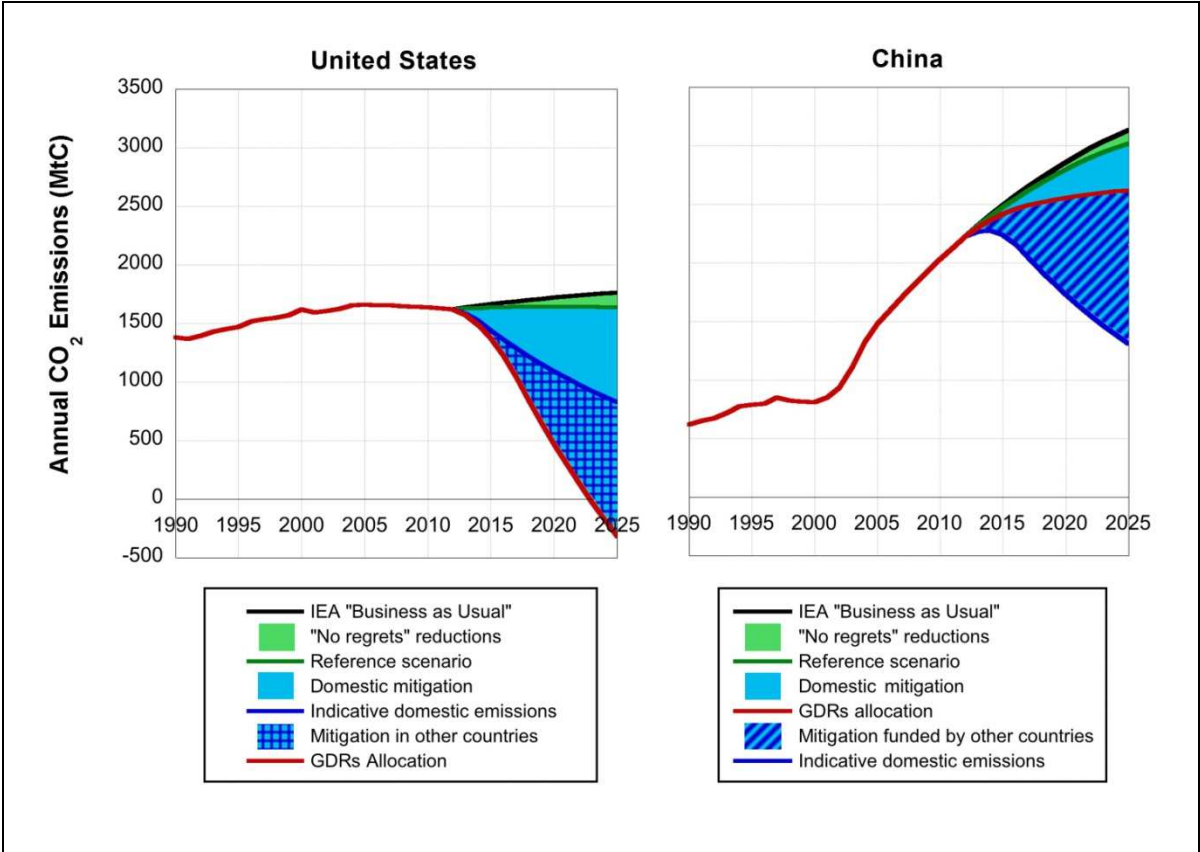 United States
China
Annual CO2 Emissions (MtC)
3500
3000
2500
2000
1500
1000
500
0
-500
1990 1995 2000 2005 2010 2015 2020 2025
1990 1995 2000 2005 2010 2015 2020 2025
IEA "Business as Usual"
"No regrets" reductions
Reference scenario
Domestic mitigation
Indicative domestic emissions
Mitigation in other countries
GDRs Allocation
IEA "Business as Usual"
"No regrets" reductions
Reference scenario
Domestic mitigation
GDRs allocation
Mitigation funded by other countries
Indicative domestic emissions